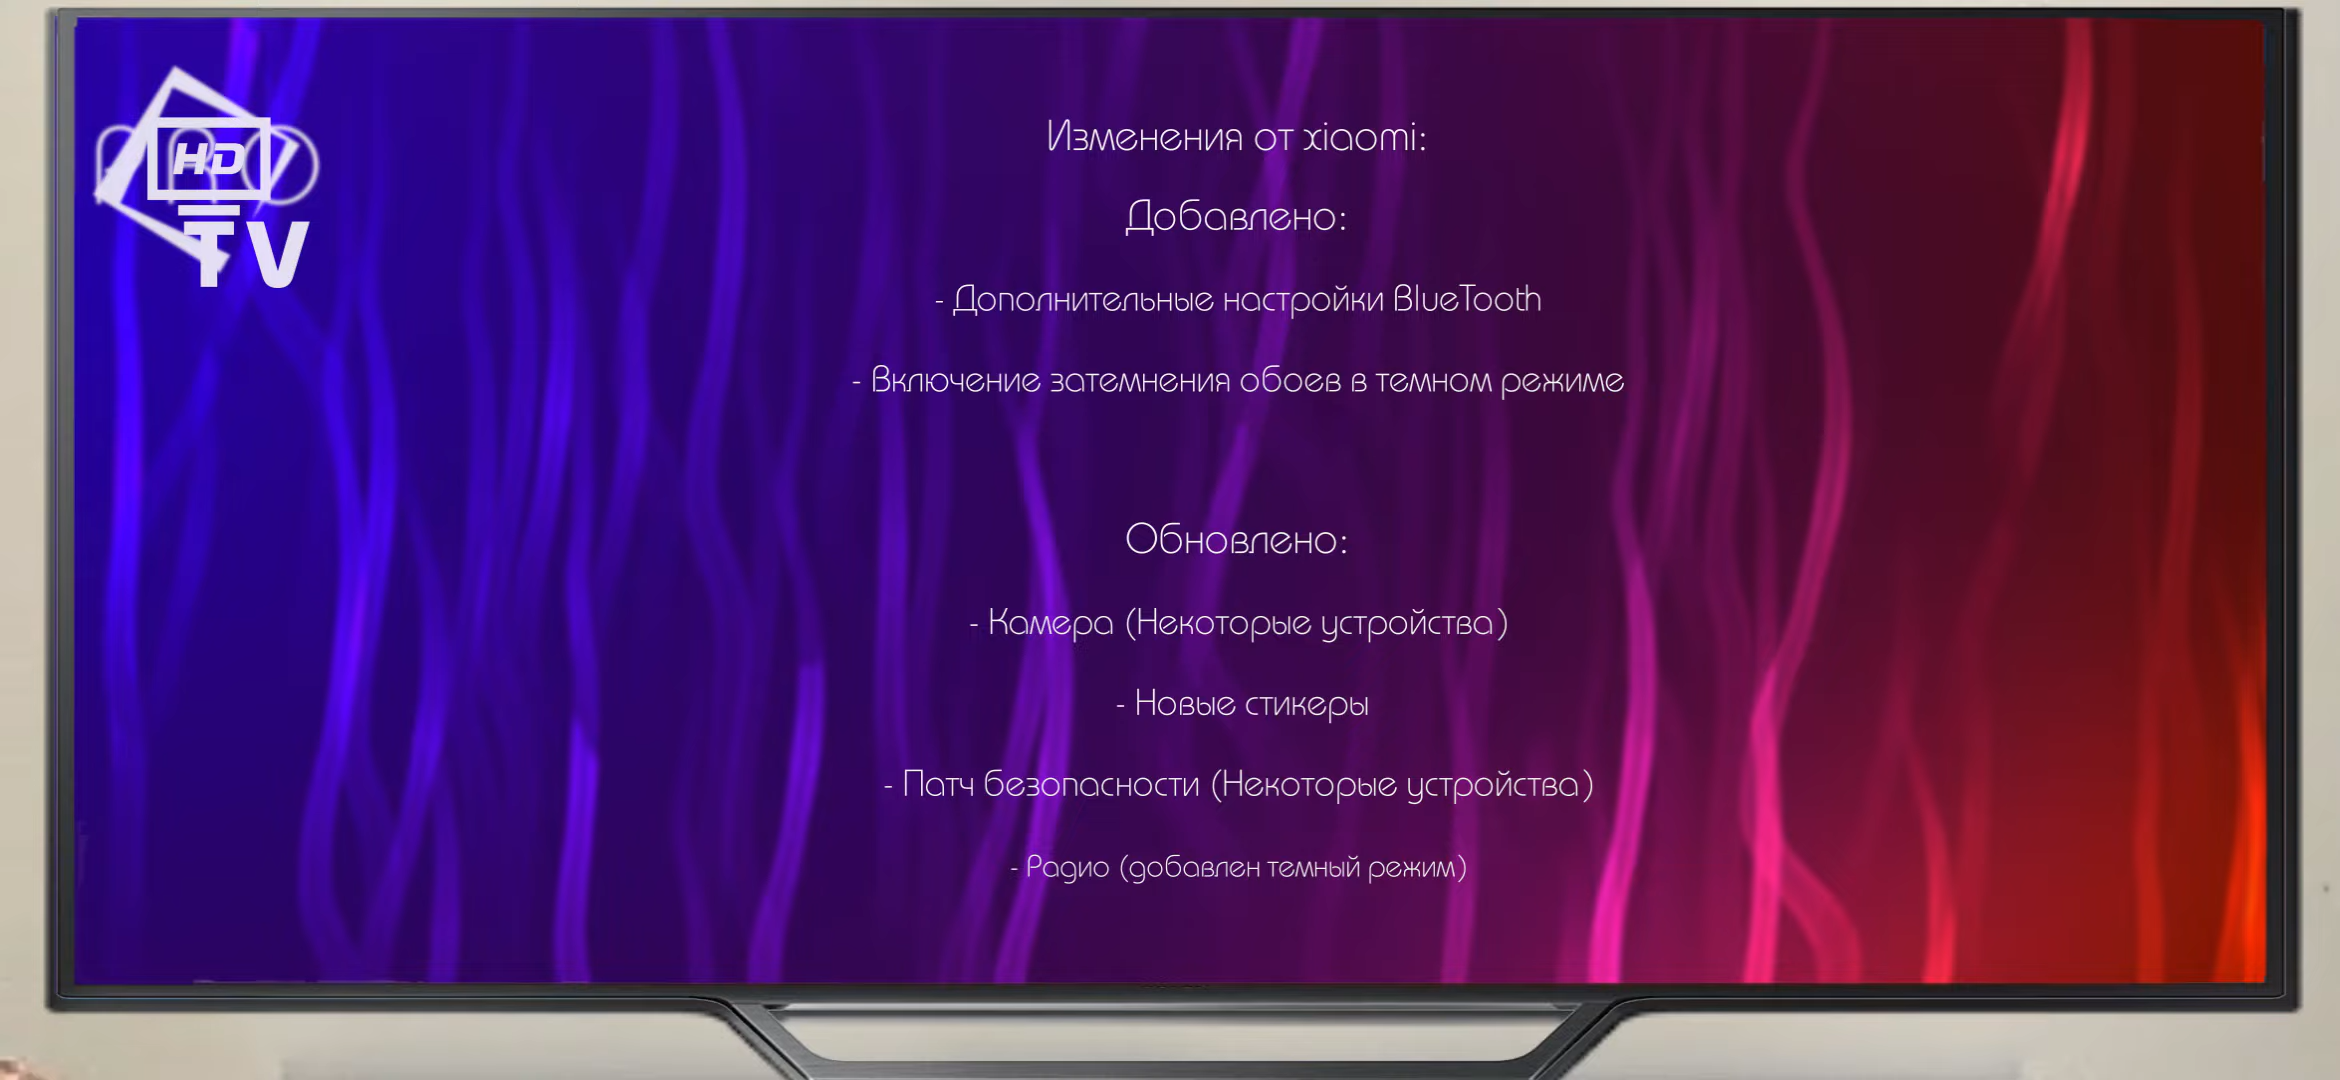 HD
TV
Изменения от xiaomi:
Добавлено:
- Дополнительные настройки BlueTooth
- Включение затемнения обоев в темном режиме
Обновлено:
- Камера (Некоторые устройства)
- Новые стикеры
- Патч безопасности (Некоторые устройства)
- Радио (добавлен темный режим)